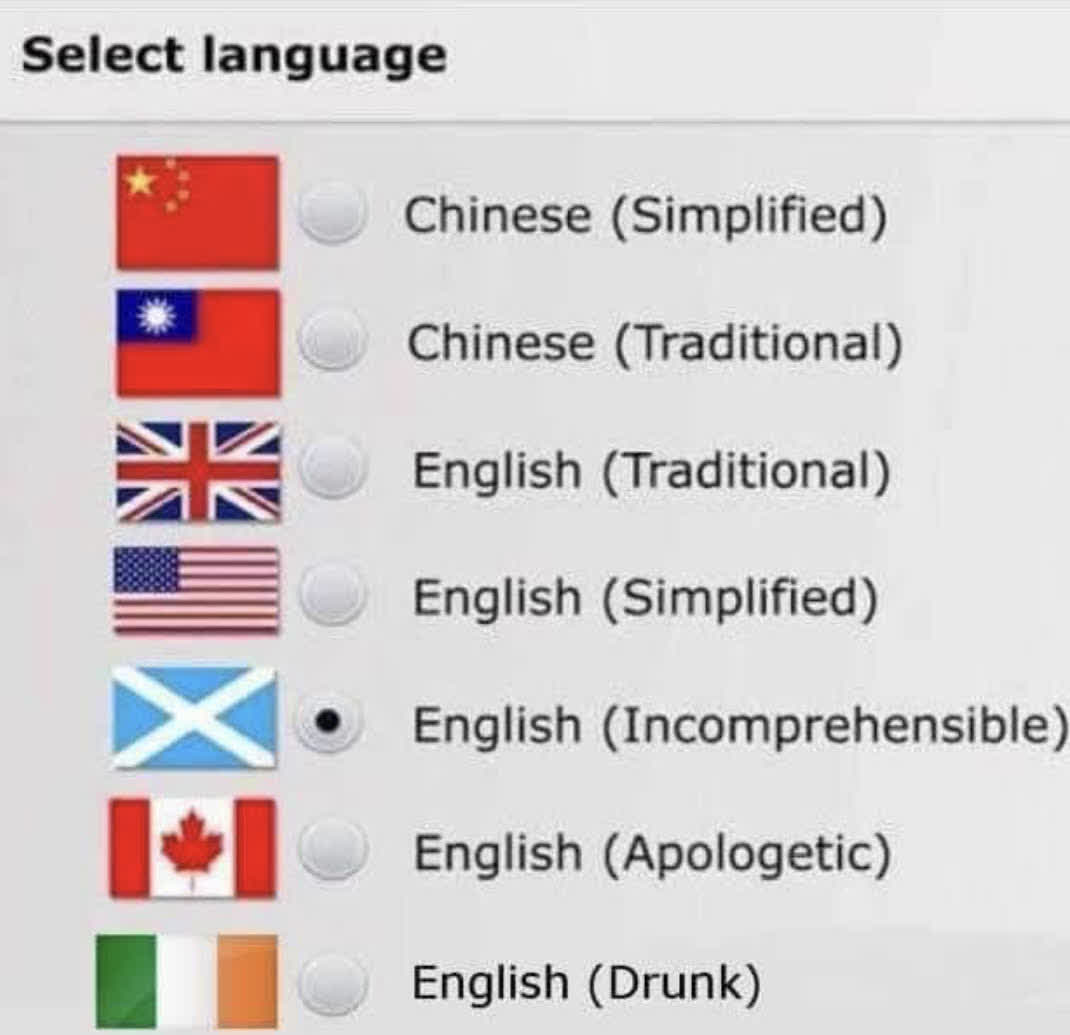 Select language
Chinese (Simplified)
Chinese (Traditional)
English (Traditional)
English (Simplified)
English (Incomprehensible)
English (Apologetic)
English (Drunk)